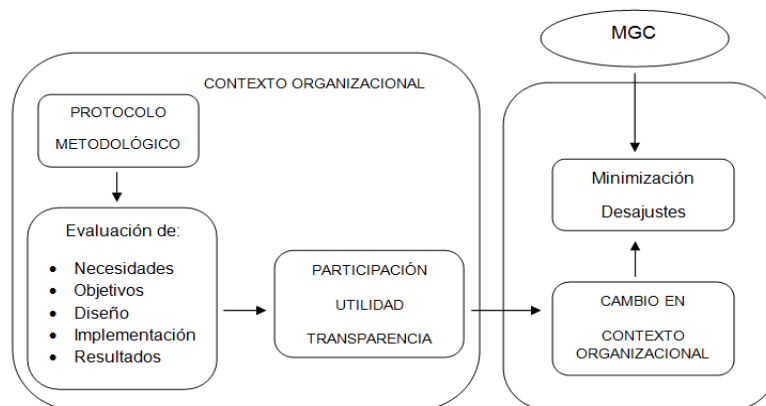 MGC
CONTEXTO ORGANIZACIONAL
PROTOCOLO
METODOLÓGICO
Evaluación de:
• Necesidades
• Objetivos
• Diseño
• Implementación
• Resultados
PARTICIPACIÓN
UTILIDAD
TRANSPARENCIA
Minimización
Desajustes
CAMBIO EN
CONTEXTO
ORGANIZACIONAL